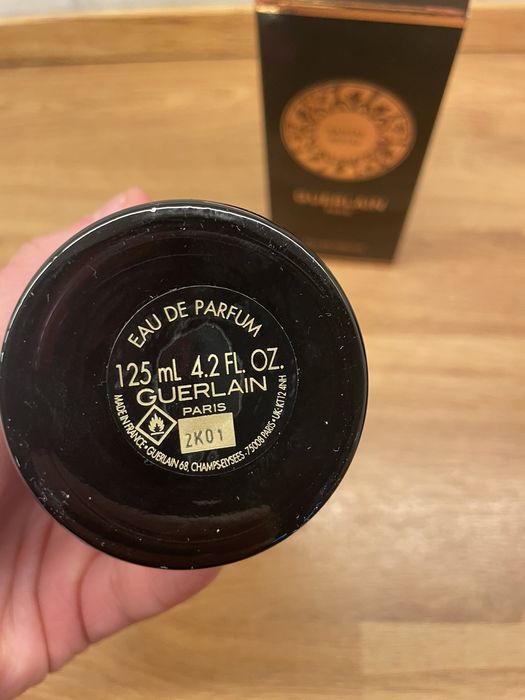 GUERLAIN
EAU DE PARFUM
125 mL 4.2 FL. OZ.
GUERLAIN
PARIS
2K01
MADE IN FRANCE • GUERLAIN 68, CHAMPS-ELYSEES • 75008 PARIS • UK: KT12 4NH